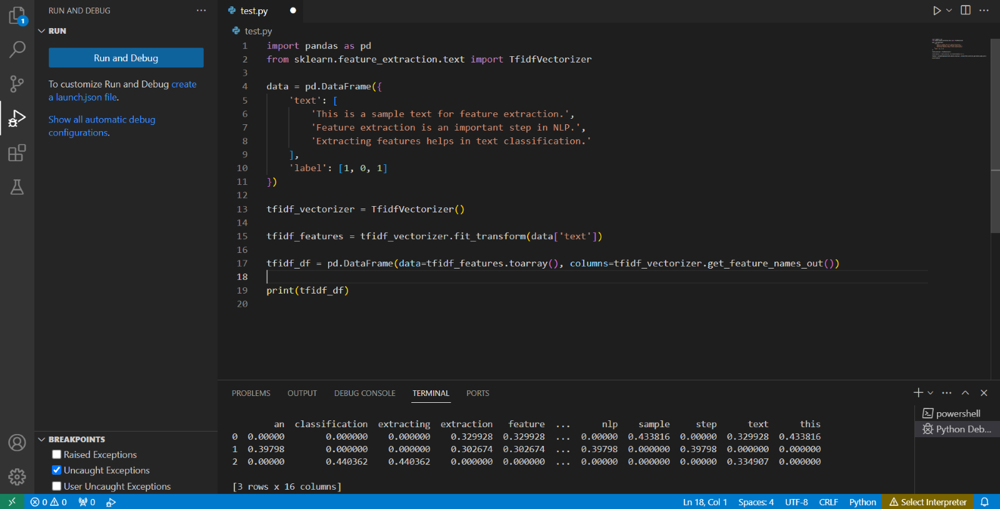 RUN AND DEBUG
RUN
Run and Debug
To customize Run and Debug create
a launch.json file.
Show all automatic debug
configurations.
BREAKPOINTS
Raised Exceptions
Uncaught Exceptions
User Uncaught Exceptions
1
test.py
test.py
1 import pandas as pd
2 from sklearn.feature_extraction.text import TfidfVectorizer
3
4 data = pd.DataFrame({
5 'text': [
6 'This is a sample text for feature extraction.',
7 'Feature extraction is an important step in NLP.',
8 'Extracting features helps in text classification.'
9 ],
10 'label': [1, 0, 1]
11 })
12
13 tfidf_vectorizer = TfidfVectorizer()
14
15 tfidf_features = tfidf_vectorizer.fit_transform(data['text'])
16
17 tfidf_df = pd.DataFrame(data=tfidf_features.toarray(), columns=tfidf_vectorizer.get_feature_names_out())
18
19 print(tfidf_df)
20
PROBLEMS OUTPUT DEBUG CONSOLE TERMINAL PORTS
an classification extracting extraction feature ... nlp sample step text this
0 0.00000 0.000000 0.000000 0.329928 0.329928 ... 0.00000 0.433816 0.00000 0.329928 0.433816
1 0.39798 0.000000 0.000000 0.302674 0.302674 ... 0.39798 0.000000 0.39798 0.000000 0.000000
2 0.00000 0.440362 0.440362 0.000000 0.000000 ... 0.00000 0.000000 0.00000 0.334907 0.000000
[3 rows x 16 columns]
powershell
Python Deb...
0 0 0 Ln 18, Col 1 Spaces: 4 UTF-8 CRLF Python Select Interpreter